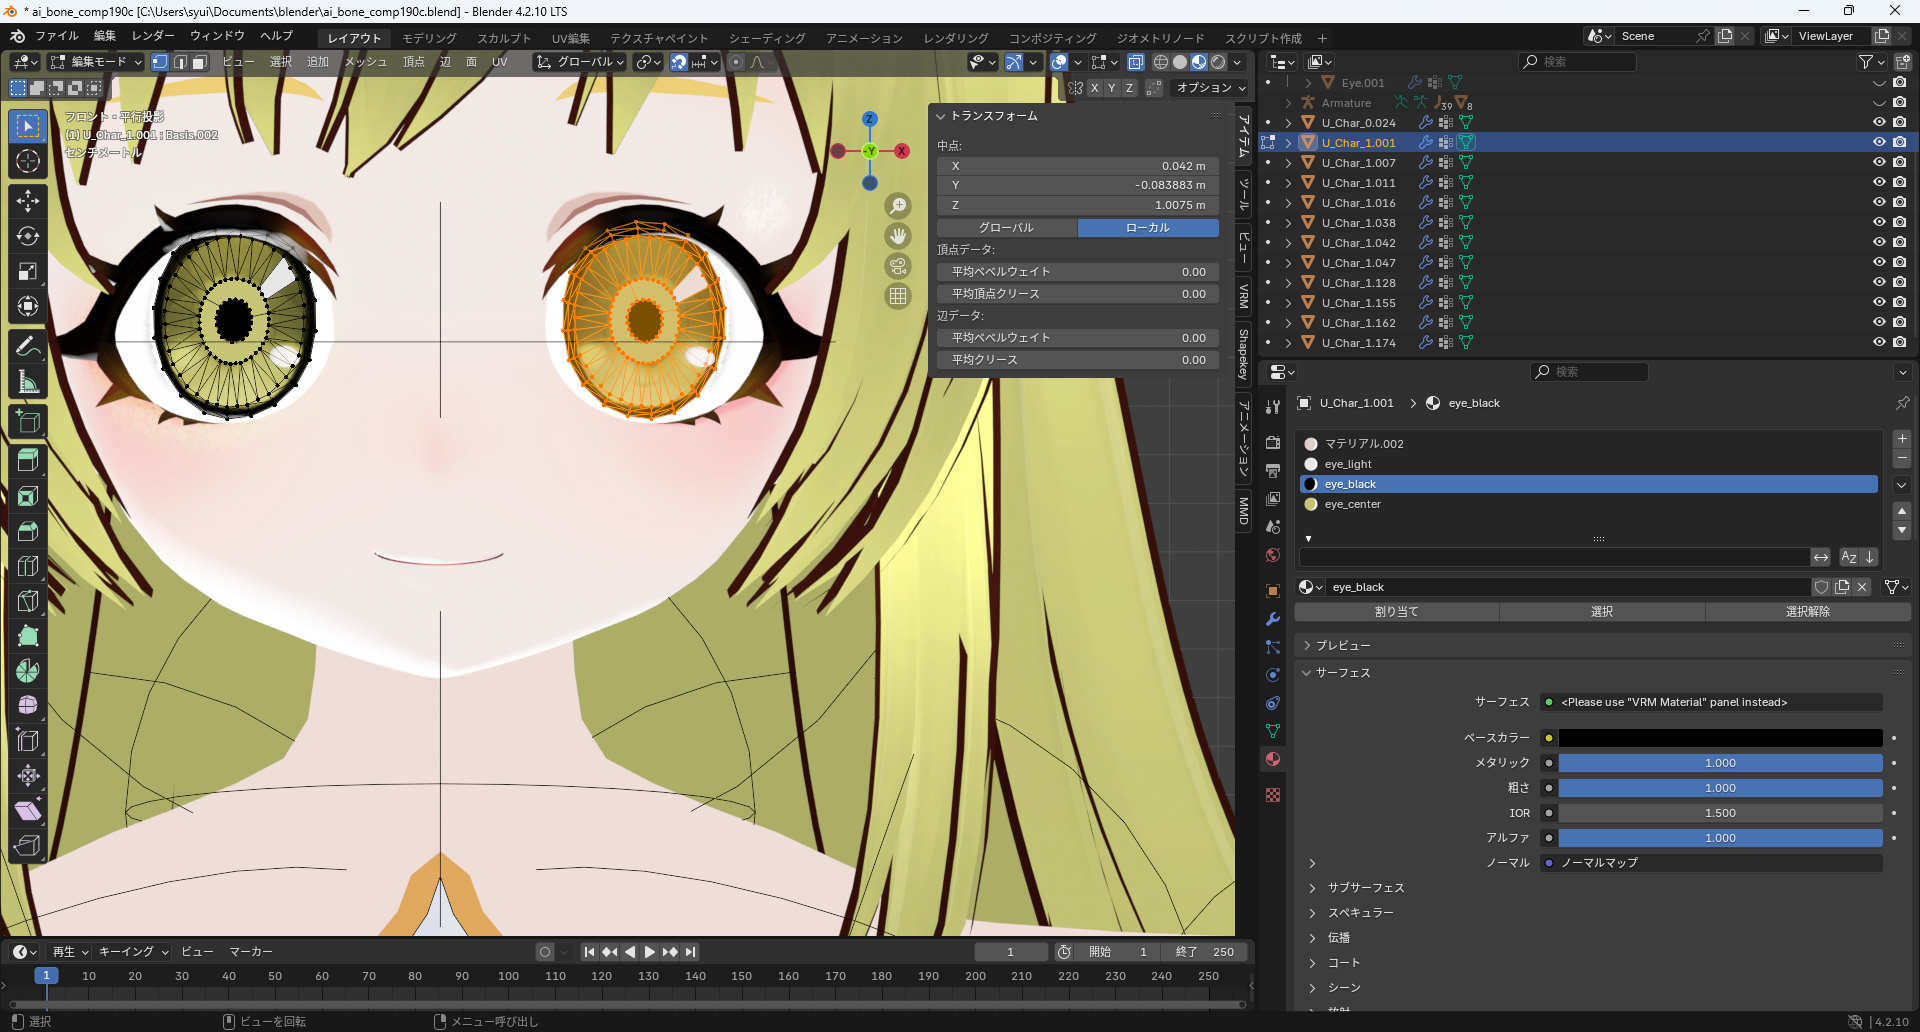 * ai_bone_comp190c [C:\Users\syui\Documents\blender\ai_bone_comp190c.blend] - Blender 4.2.10 LTS
ファイル 編集 レンダー ウィンドウ ヘルプ
レイアウト モデリング スカルプト UV編集 テクスチャペイント シェーディング アニメーション レンダリング コンポジティング ジオメトリノード スクリプト作成 +
Scene
ViewLayer
編集モード
ビュー 選択 追加 メッシュ 頂点 辺 面 UV
グローバル
X Y Z
オプション
フロント・平行投影
(1) U_Char_1.001 : Basis.002
センチメートル
Z
-Y
X
トランスフォーム
中点:
X 0.042 m
Y -0.083883 m
Z 1.0075 m
グローバル ローカル
頂点データ:
平均ベベルウェイト 0.00
平均頂点クリース 0.00
辺データ:
平均ベベルウェイト 0.00
平均クリース 0.00
アイテム
ツール
ビュー
VRM
Shapekey
アニメーション
MMD
検索
Eye.001
Armature 39 8
U_Char_0.024
U_Char_1.001
U_Char_1.007
U_Char_1.011
U_Char_1.016
U_Char_1.038
U_Char_1.042
U_Char_1.047
U_Char_1.128
U_Char_1.155
U_Char_1.162
U_Char_1.174
検索
U_Char_1.001 > eye_black
マテリアル.002
eye_light
eye_black
eye_center
AZ
eye_black
割り当て 選択 選択解除
プレビュー
サーフェス
サーフェス <Please use "VRM Material" panel instead>
ベースカラー
メタリック 1.000
粗さ 1.000
IOR 1.500
アルファ 1.000
ノーマル ノーマルマップ
サブサーフェス
スペキュラー
伝播
コート
シーン
再生 キーイング ビュー マーカー
1
開始 1
終了 250
1 10 20 30 40 50 60 70 80 90 100 110 120 130 140 150 160 170 180 190 200 210 220 230 240 250
選択
ビューを回転
メニュー呼び出し
4.2.10